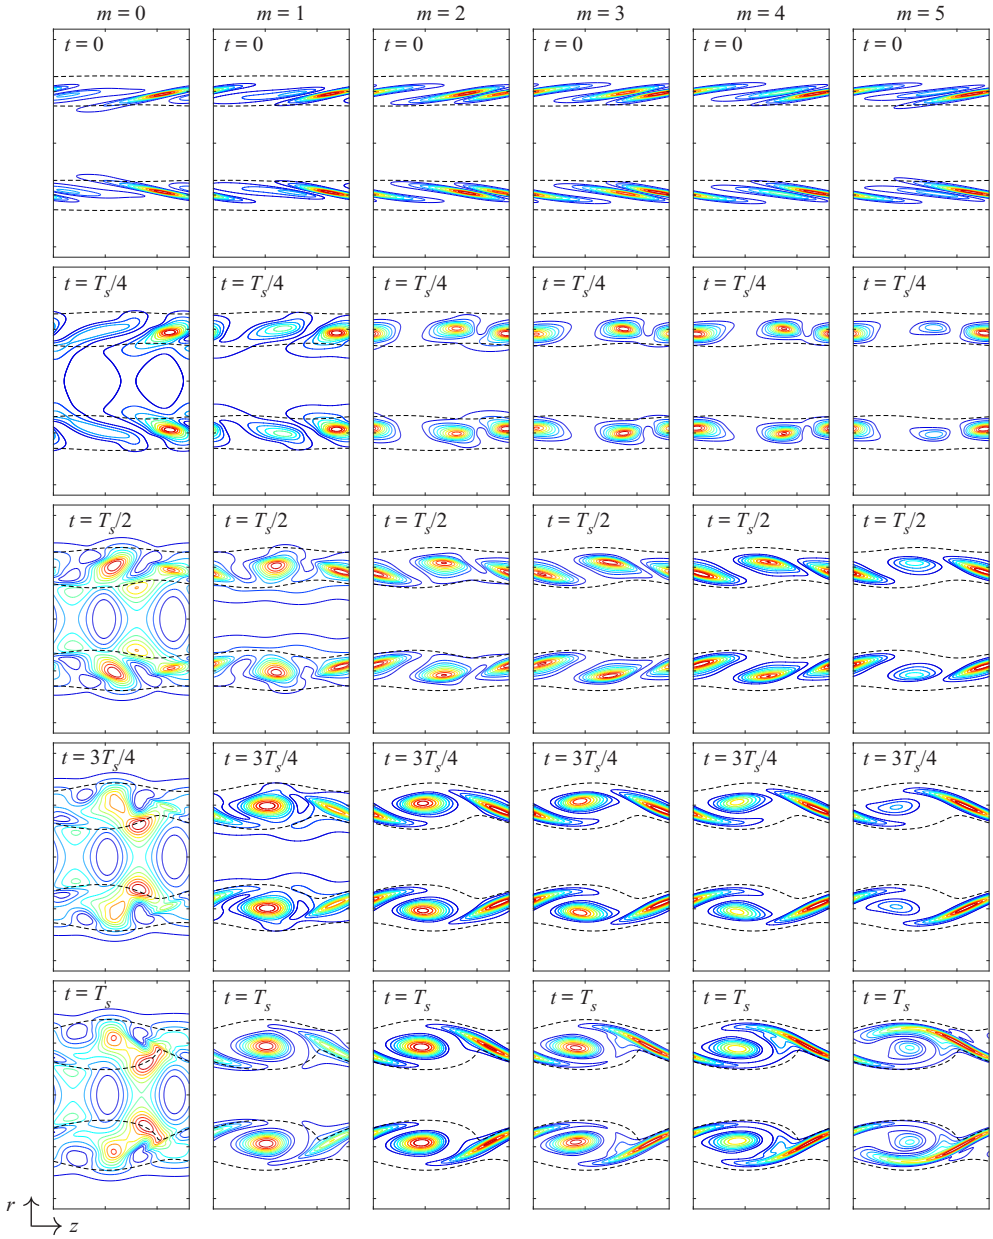 m = 0 m = 1 m = 2 m = 3 m = 4 m = 5
t = 0 t = 0 t = 0 t = 0 t = 0 t = 0
t = T_s/4 t = T_s/4 t = T_s/4 t = T_s/4 t = T_s/4 t = T_s/4
t = T_s/2 t = T_s/2 t = T_s/2 t = T_s/2 t = T_s/2 t = T_s/2
t = 3T_s/4 t = 3T_s/4 t = 3T_s/4 t = 3T_s/4 t = 3T_s/4 t = 3T_s/4
t = T_s t = T_s t = T_s t = T_s t = T_s t = T_s
r
z